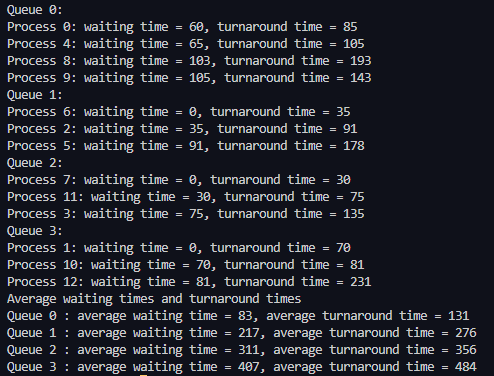 Queue 0:
Process 0: waiting time = 60, turnaround time = 85
Process 4: waiting time = 65, turnaround time = 105
Process 8: waiting time = 103, turnaround time = 193
Process 9: waiting time = 105, turnaround time = 143
Queue 1:
Process 6: waiting time = 0, turnaround time = 35
Process 2: waiting time = 35, turnaround time = 91
Process 5: waiting time = 91, turnaround time = 178
Queue 2:
Process 7: waiting time = 0, turnaround time = 30
Process 11: waiting time = 30, turnaround time = 75
Process 3: waiting time = 75, turnaround time = 135
Queue 3:
Process 1: waiting time = 0, turnaround time = 70
Process 10: waiting time = 70, turnaround time = 81
Process 12: waiting time = 81, turnaround time = 231
Average waiting times and turnaround times
Queue 0 : average waiting time = 83, average turnaround time = 131
Queue 1 : average waiting time = 217, average turnaround time = 276
Queue 2 : average waiting time = 311, average turnaround time = 356
Queue 3 : average waiting time = 407, average turnaround time = 484